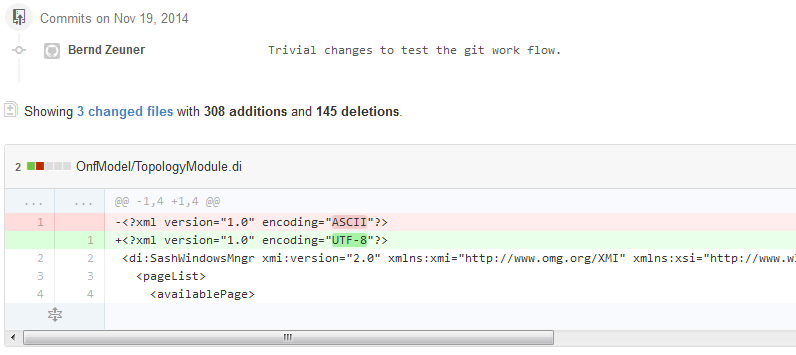 Commits on Nov 19, 2014
Bernd Zeuner Trivial changes to test the git work flow.
Showing 3 changed files with 308 additions and 145 deletions.
2 OnfModel/TopologyModule.di
... ... @@ -1,4 +1,4 @@
1 -<?xml version="1.0" encoding="ASCII"?>
1 +<?xml version="1.0" encoding="UTF-8"?>
2 2 <di:SashWindowsMngr xmi:version="2.0" xmlns:xmi="http://www.omg.org/XMI" xmlns:xsi="http://www.w
3 3 <pageList>
4 4 <availablePage>